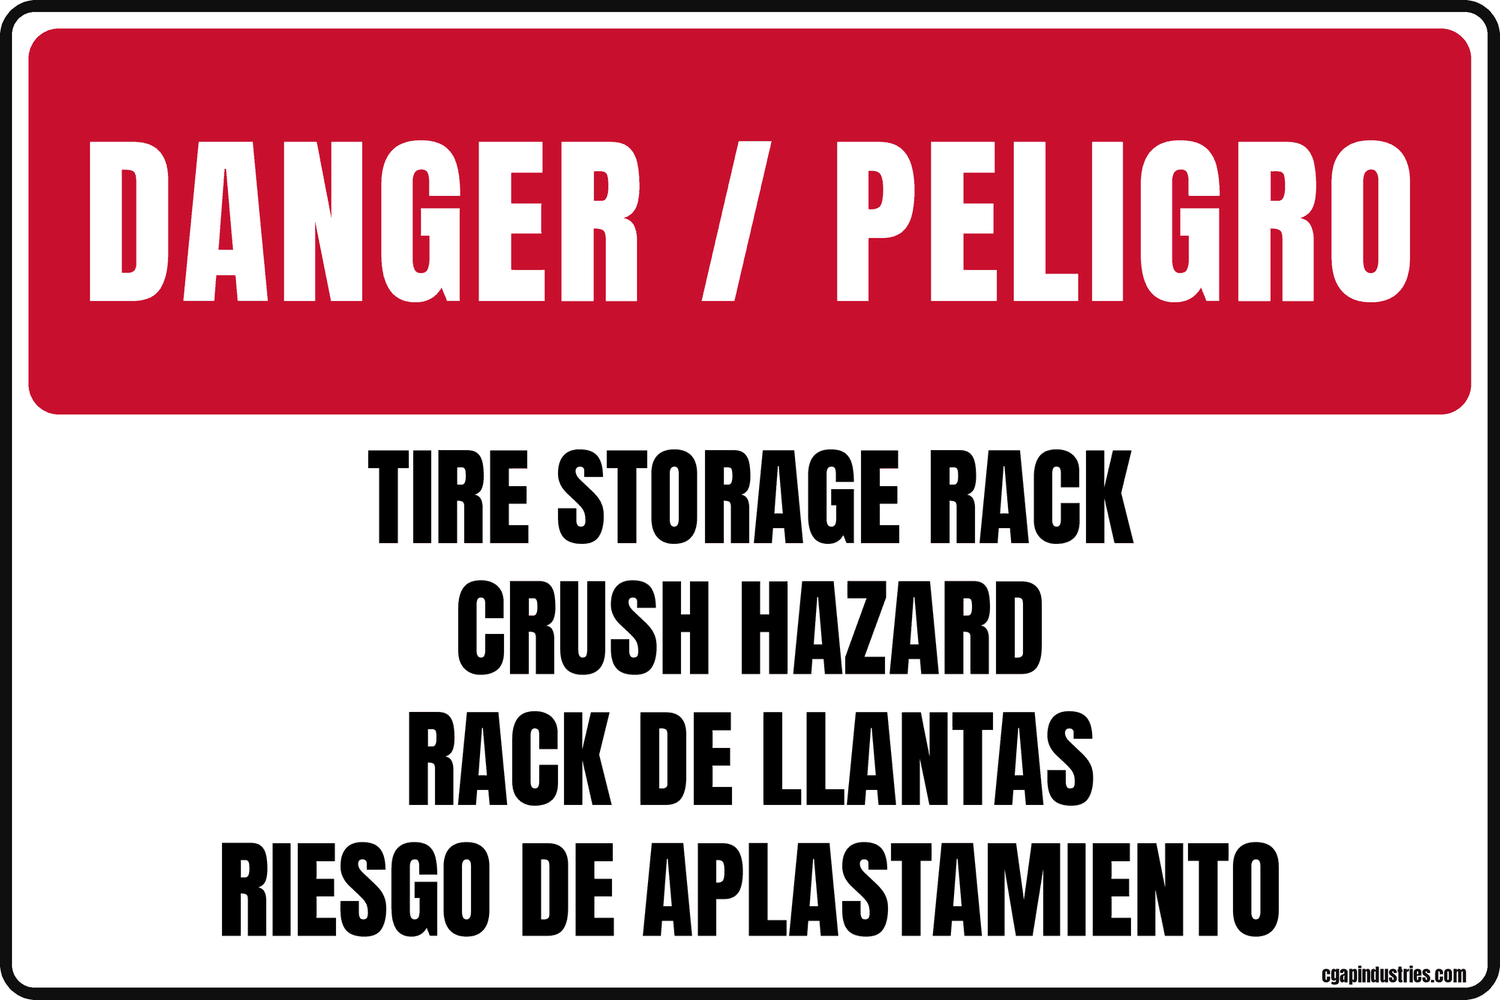 DANGER / PELIGRO
TIRE STORAGE RACK
CRUSH HAZARD
RACK DE LLANTAS
RIESGO DE APLASTAMIENTO
cgapindustries.com